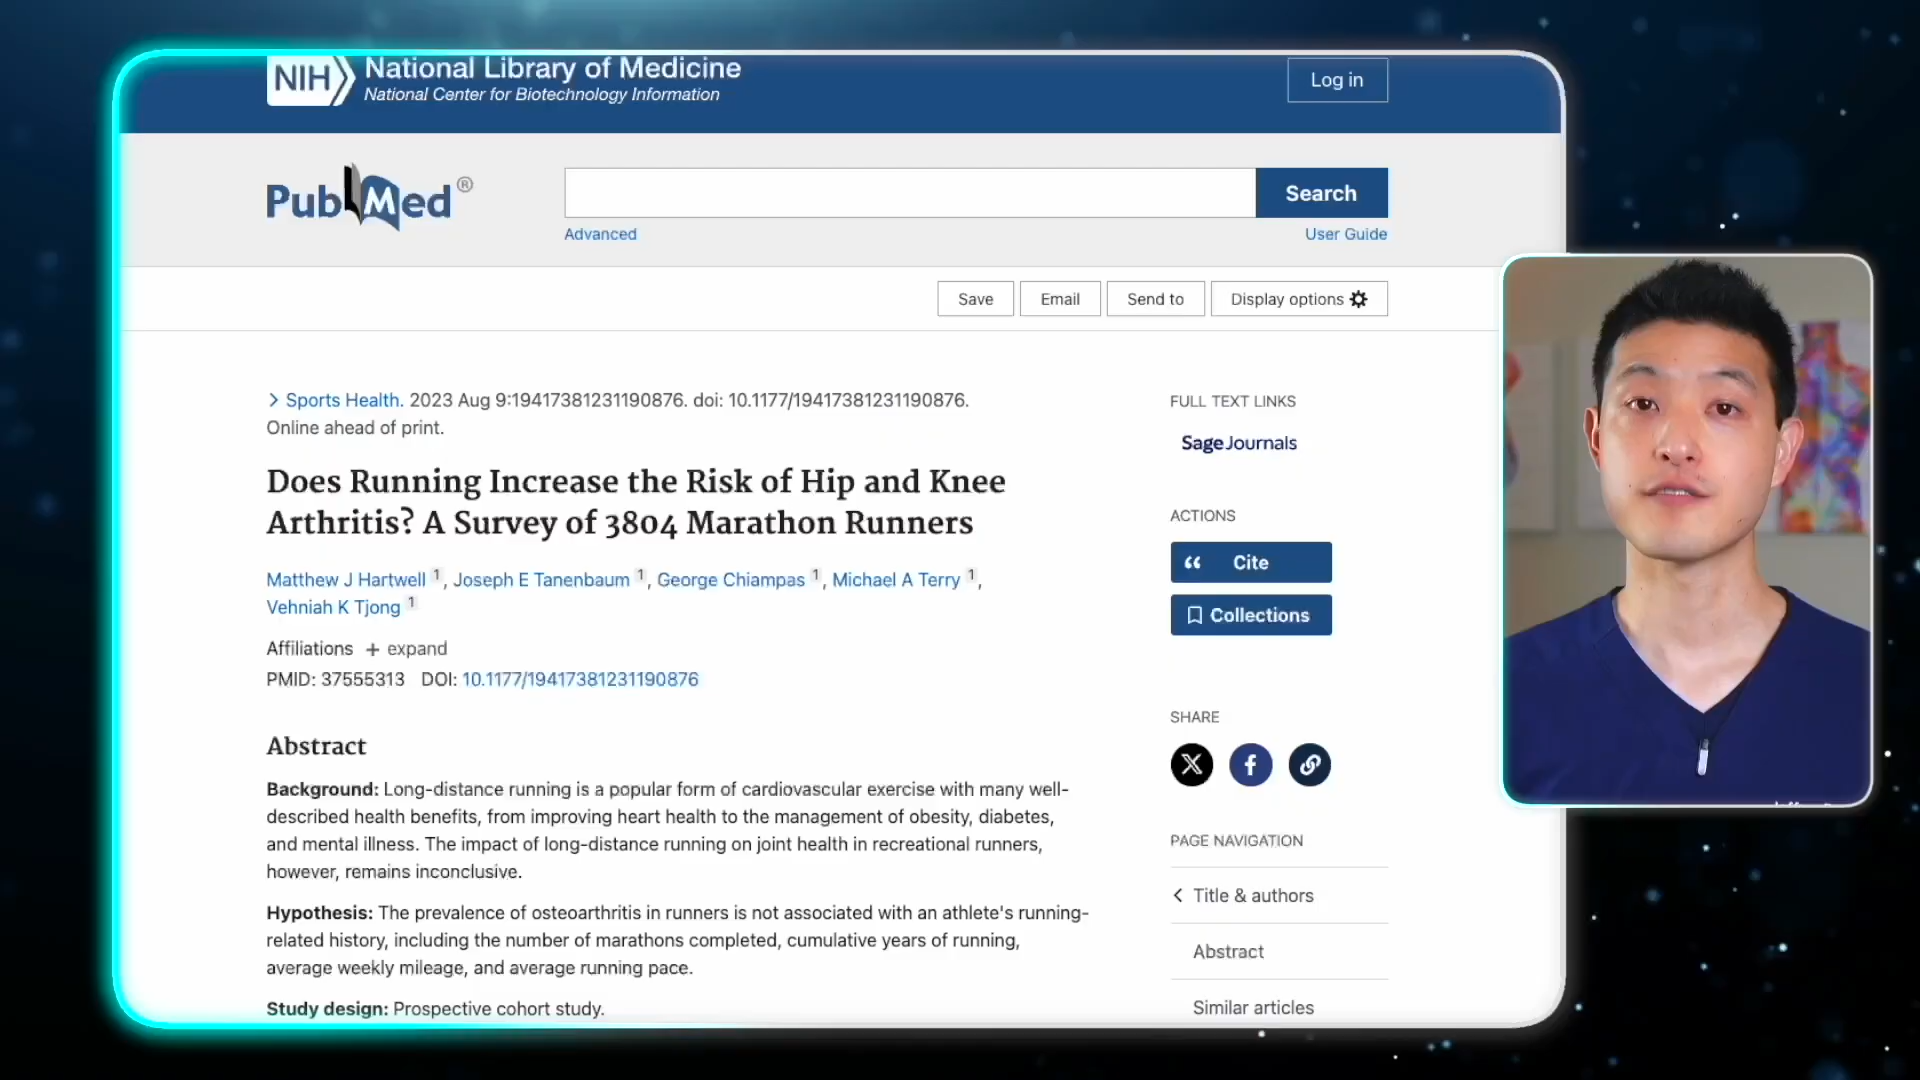 NIH National Library of Medicine
National Center for Biotechnology Information
Log in
PubMed®
Search
Advanced
User Guide
Save
Email
Send to
Display options
Sports Health. 2023 Aug 9:19417381231190876. doi: 10.1177/19417381231190876.
Online ahead of print.
Does Running Increase the Risk of Hip and Knee
Arthritis? A Survey of 3804 Marathon Runners
Matthew J Hartwell 1, Joseph E Tanenbaum 1, George Chiampas 1, Michael A Terry 1,
Vehniah K Tjong 1
Affiliations + expand
PMID: 37555313 DOI: 10.1177/19417381231190876
Abstract
Background: Long-distance running is a popular form of cardiovascular exercise with many well-
described health benefits, from improving heart health to the management of obesity, diabetes,
and mental illness. The impact of long-distance running on joint health in recreational runners,
however, remains inconclusive.
Hypothesis: The prevalence of osteoarthritis in runners is not associated with an athlete's running-
related history, including the number of marathons completed, cumulative years of running,
average weekly mileage, and average running pace.
Study design: Prospective cohort study.
FULL TEXT LINKS
Sage Journals
ACTIONS
Cite
Collections
SHARE
PAGE NAVIGATION
Title & authors
Abstract
Similar articles